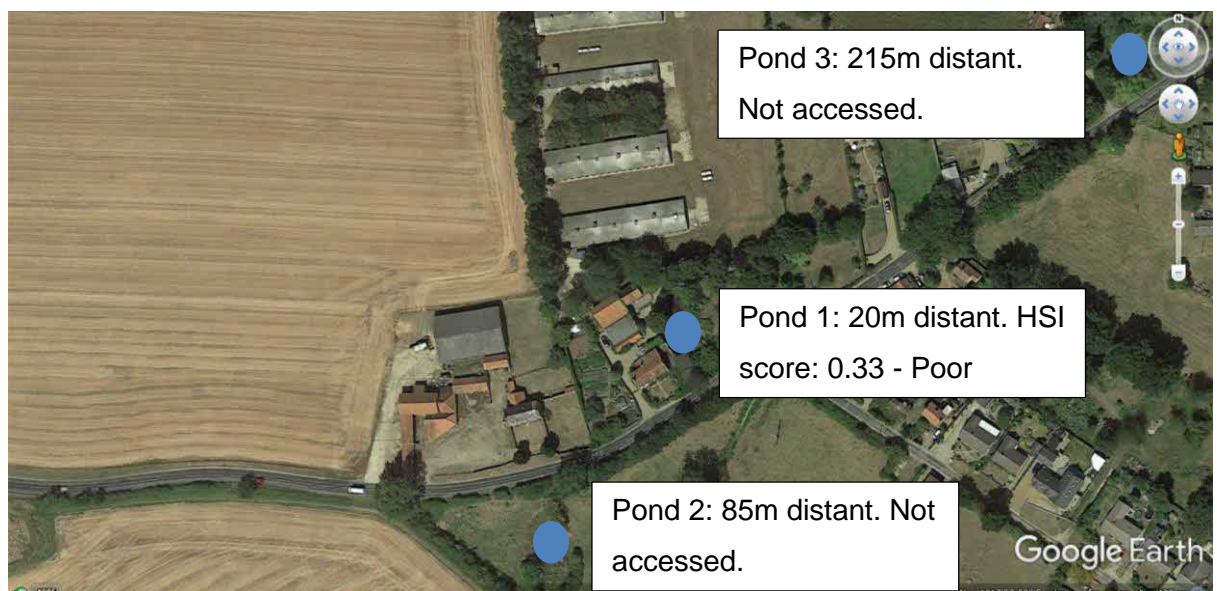 N
Pond 3: 215m distant.
Not accessed.
Pond 1: 20m distant. HSI
score: 0.33 - Poor
Pond 2: 85m distant. Not
accessed.
Google Earth